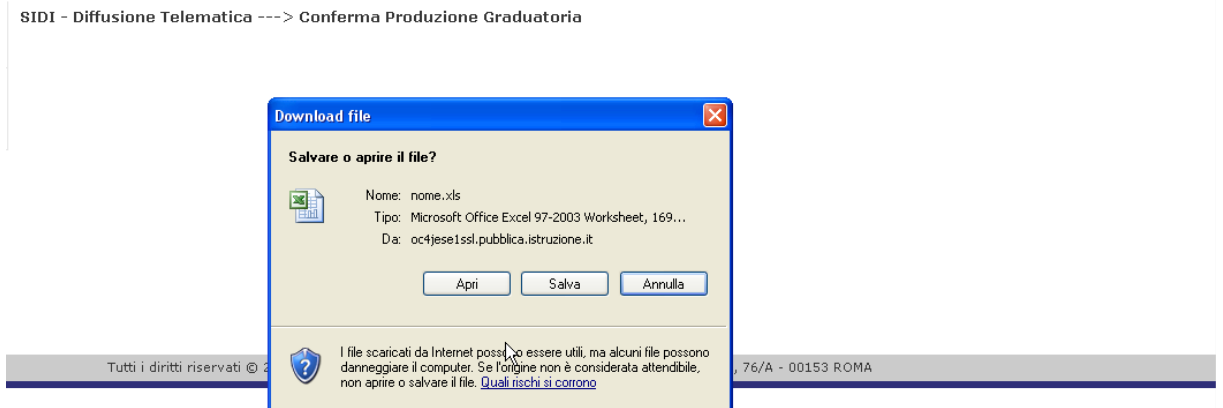 SIDI - Diffusione Telematica ---> Conferma Produzione Graduatoria
Download file
Salvare o aprire il file?
Nome: nome.xls
Tipo: Microsoft Office Excel 97-2003 Worksheet, 169...
Da: oc4jese1ssl.pubblica.istruzione.it
Apri Salva Annulla
I file scaricati da Internet possono essere utili, ma alcuni file possono
danneggiare il computer. Se l'origine non è considerata attendibile,
non aprire o salvare il file. Quali rischi si corrono
Tutti i diritti riservati © 2 , 76/A - 00153 ROMA